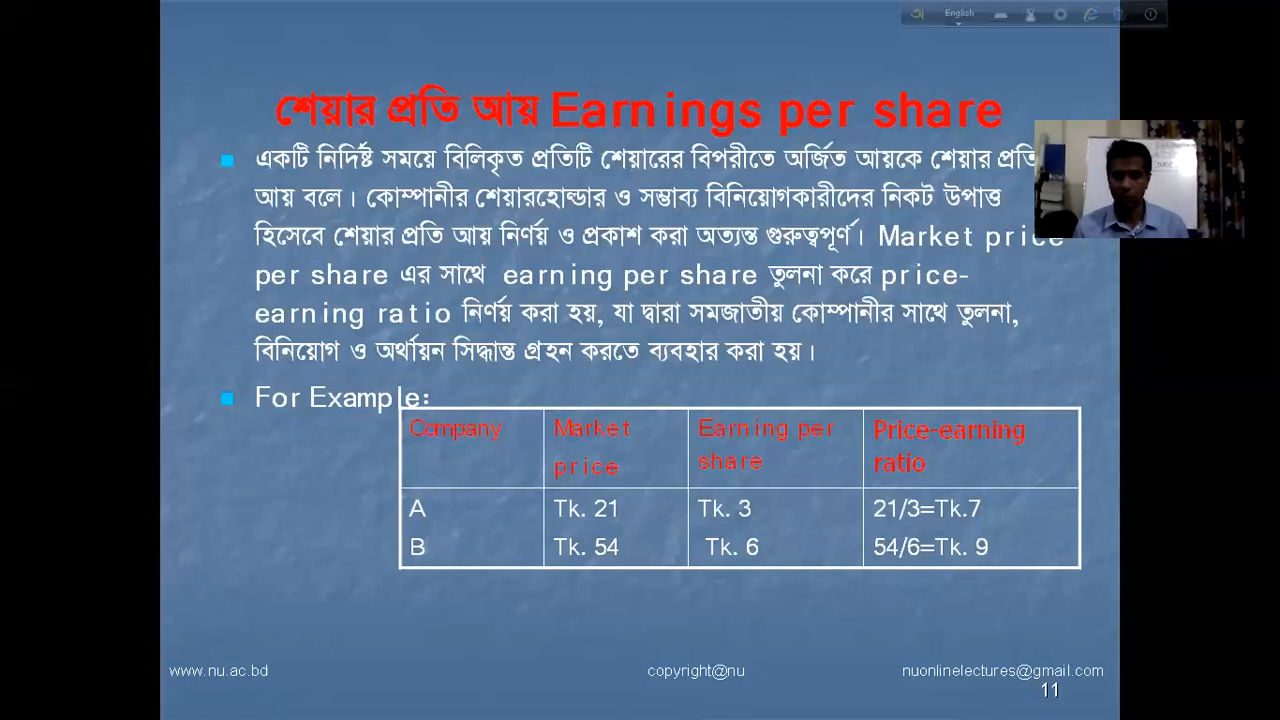 English
শেয়ার প্রতি আয় Earnings per share
একটি নির্দিষ্ট সময়ে বিলিকৃত প্রতিটি শেয়ারের বিপরীতে অর্জিত আয়কে শেয়ার প্রতি
আয় বলে। কোম্পানীর শেয়ারহোল্ডার ও সম্ভাব্য বিনিয়োগকারীদের নিকট উপাত্ত
হিসেবে শেয়ার প্রতি আয় নির্ণয় ও প্রকাশ করা অত্যন্ত গুরুত্বপূর্ণ। Market price
per share এর সাথে earning per share তুলনা করে price-
earning ratio নির্ণয় করা হয়, যা দ্বারা সমজাতীয় কোম্পানীর সাথে তুলনা,
বিনিয়োগ ও অর্থায়ন সিদ্ধান্ত গ্রহন করতে ব্যবহার করা হয়।
For Example:
Company Market Earning per Price-earning
price share ratio
A Tk. 21 Tk. 3 21/3=Tk.7
B Tk. 54 Tk. 6 54/6=Tk. 9
www.nu.ac.bd copyright@nu nuonlinelectures@gmail.com
11